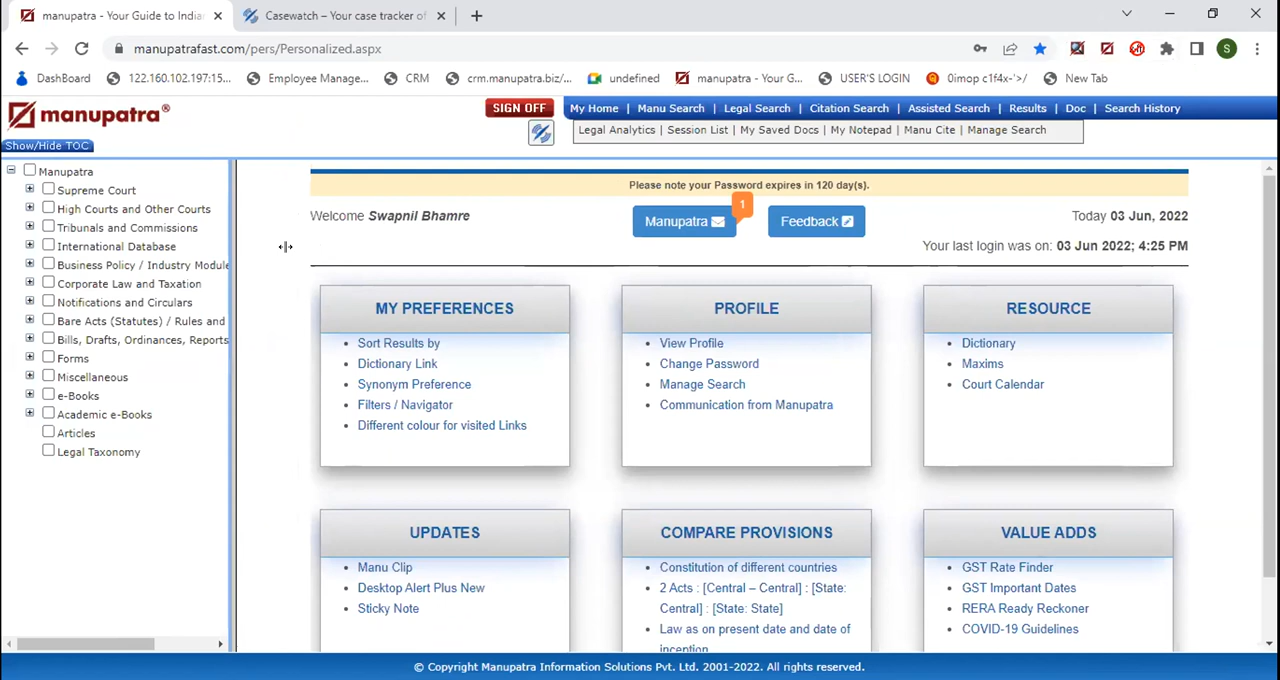 manupatra - Your Guide to Indian
Casewatch – Your case tracker of
manupatrafast.com/pers/Personalized.aspx
S
DashBoard
122.160.102.197:15...
Employee Manage...
CRM
crm.manupatra.biz/...
undefined
manupatra - Your G...
USER'S LOGIN
0imop c1f4x-'>/
New Tab
manupatra®
SIGN OFF
My Home | Manu Search | Legal Search | Citation Search | Assisted Search | Results | Doc | Search History
Legal Analytics | Session List | My Saved Docs | My Notepad | Manu Cite | Manage Search
Show/Hide TOC
Manupatra
Supreme Court
High Courts and Other Courts
Tribunals and Commissions
International Database
Business Policy / Industry Module
Corporate Law and Taxation
Notifications and Circulars
Bare Acts (Statutes) / Rules and
Bills, Drafts, Ordinances, Reports
Forms
Miscellaneous
e-Books
Academic e-Books
Articles
Legal Taxonomy
Please note your Password expires in 120 day(s).
Welcome Swapnil Bhamre
Manupatra
1
Feedback
Today 03 Jun, 2022
Your last login was on: 03 Jun 2022; 4:25 PM
MY PREFERENCES
Sort Results by
Dictionary Link
Synonym Preference
Filters / Navigator
Different colour for visited Links
PROFILE
View Profile
Change Password
Manage Search
Communication from Manupatra
RESOURCE
Dictionary
Maxims
Court Calendar
UPDATES
Manu Clip
Desktop Alert Plus New
Sticky Note
COMPARE PROVISIONS
Constitution of different countries
2 Acts : [Central – Central] : [State:
Central] : [State: State]
Law as on present date and date of
inception
VALUE ADDS
GST Rate Finder
GST Important Dates
RERA Ready Reckoner
COVID-19 Guidelines
© Copyright Manupatra Information Solutions Pvt. Ltd. 2001-2022. All rights reserved.